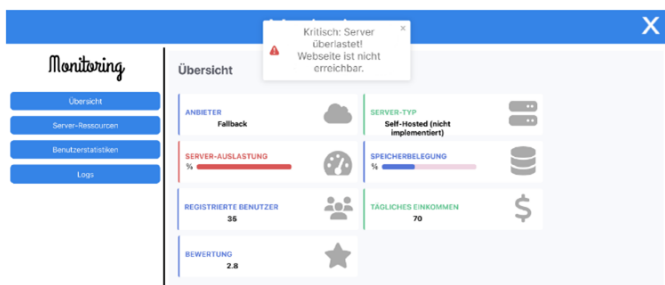 Kritisch: Server
überlastet!
Webseite ist nicht
erreichbar.
×
X
Monitoring
Übersicht
Server-Ressourcen
Benutzerstatistiken
Logs
Übersicht
ANBIETER
Fallback
SERVER-TYP
Self-Hosted (nicht
implementiert)
SERVER-AUSLASTUNG
%
SPEICHERBELEGUNG
%
REGISTRIERTE BENUTZER
35
TÄGLICHES EINKOMMEN
70
$
BEWERTUNG
2.8